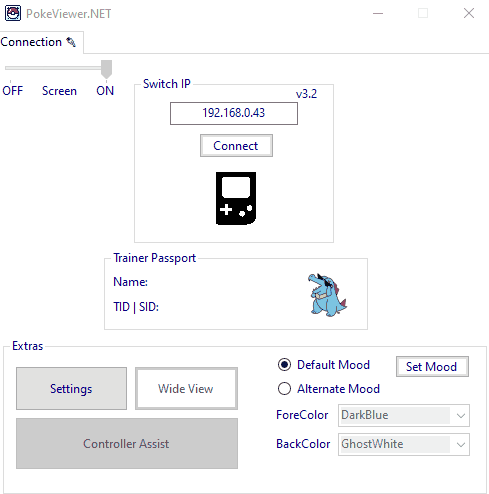 PokeViewer.NET
Connection
OFF Screen ON
Switch IP
v3.2
192.168.0.43
Connect
Trainer Passport
Name:
TID | SID:
Extras
Settings
Wide View
Controller Assist
Default Mood
Set Mood
Alternate Mood
ForeColor DarkBlue
BackColor GhostWhite